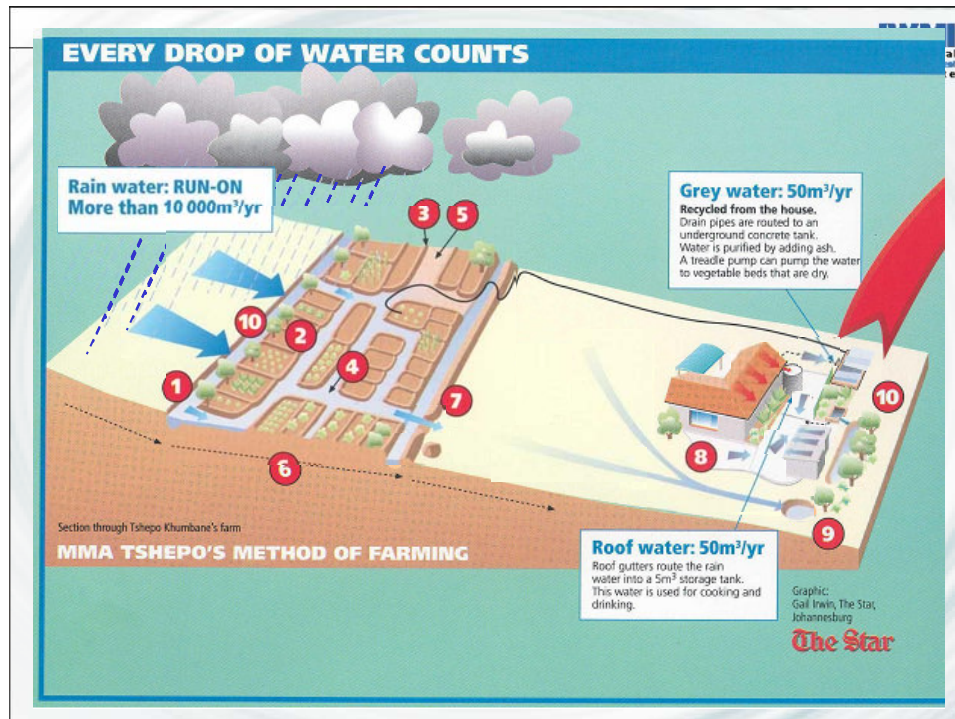 EVERY DROP OF WATER COUNTS
Rain water: RUN-ON
More than 10 000m³/yr
3
5
Grey water: 50m³/yr
Recycled from the house.
Drain pipes are routed to an
underground concrete tank.
Water is purified by adding ash.
A treadle pump can pump the water
to vegetable beds that are dry.
10
2
4
1
7
10
8
6
9
Section through Tshepo Khumbane's farm
MMA TSHEPO'S METHOD OF FARMING
Roof water: 50m³/yr
Roof gutters route the rain
water into a 5m³ storage tank.
This water is used for cooking and
drinking.
Graphic:
Gail Irwin, The Star,
Johannesburg
The Star